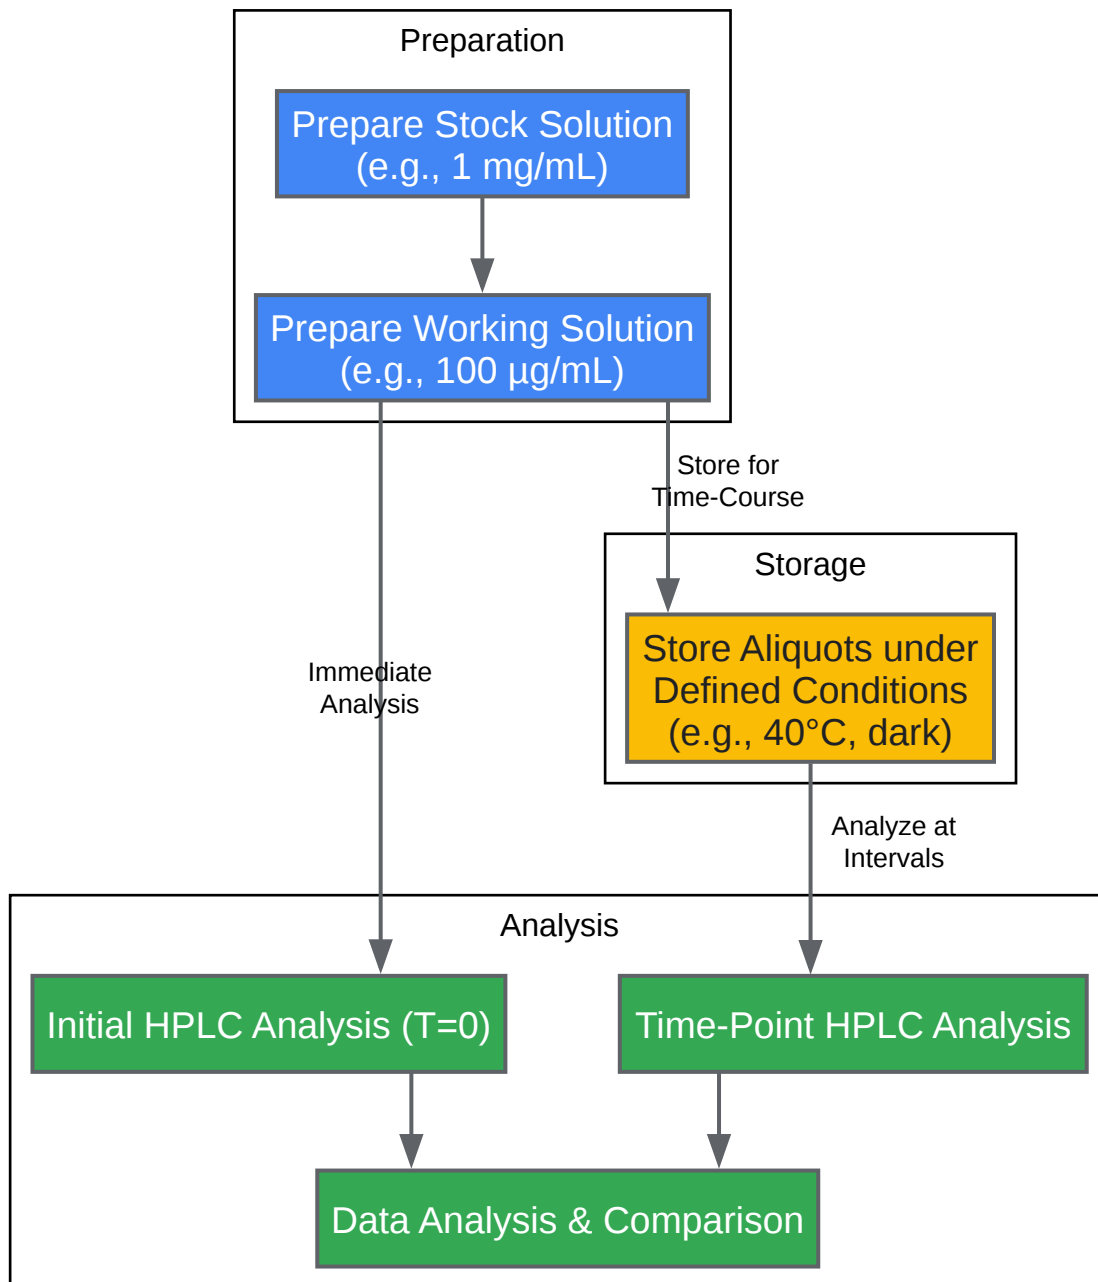 Preparation
Prepare Stock Solution
(e.g., 1 mg/mL)
Prepare Working Solution
(e.g., 100 µg/mL)
Store for
Time-Course
Storage
Store Aliquots under
Defined Conditions
(e.g., 40°C, dark)
Immediate
Analysis
Analyze at
Intervals
Analysis
Initial HPLC Analysis (T=0)
Time-Point HPLC Analysis
Data Analysis & Comparison